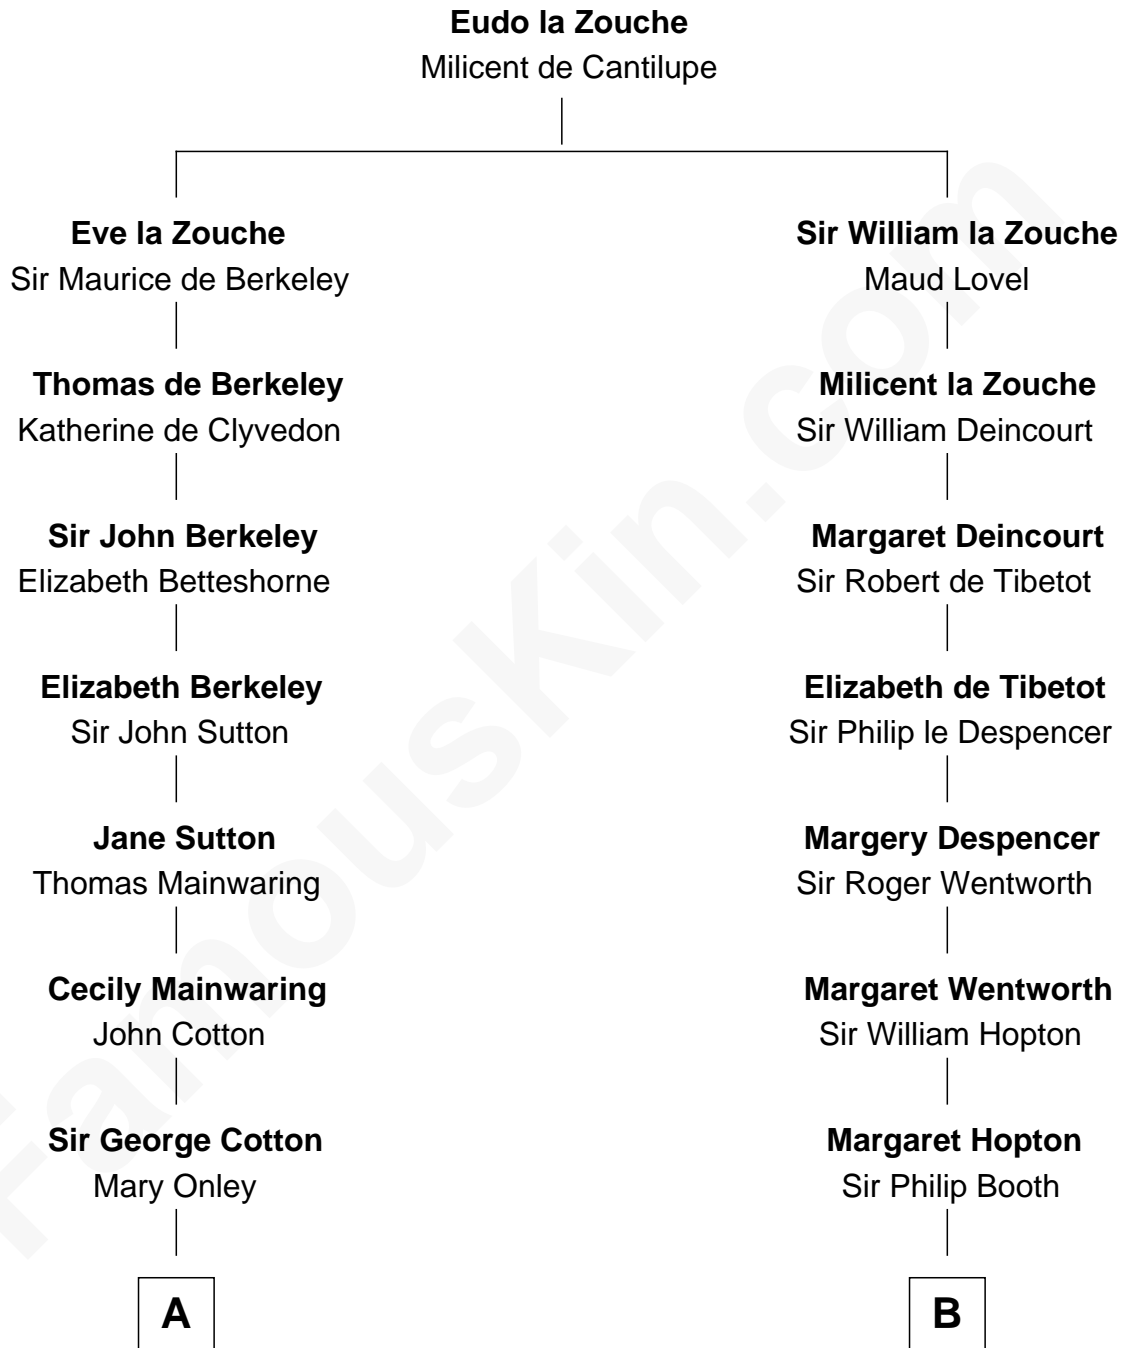 Eudo la Zouche
Milicent de Cantilupe
Eve la Zouche
Sir Maurice de Berkeley
Thomas de Berkeley
Katherine de Clyvedon
Sir John Berkeley
Elizabeth Betteshorne
Elizabeth Berkeley
Sir John Sutton
Jane Sutton
Thomas Mainwaring
Cecily Mainwaring
John Cotton
Sir George Cotton
Mary Onley
A
Sir William la Zouche
Maud Lovel
Milicent la Zouche
Sir William Deincourt
Margaret Deincourt
Sir Robert de Tibetot
Elizabeth de Tibetot
Sir Philip le Despencer
Margery Despencer
Sir Roger Wentworth
Margaret Wentworth
Sir William Hopton
Margaret Hopton
Sir Philip Booth
B
FamousKin.com